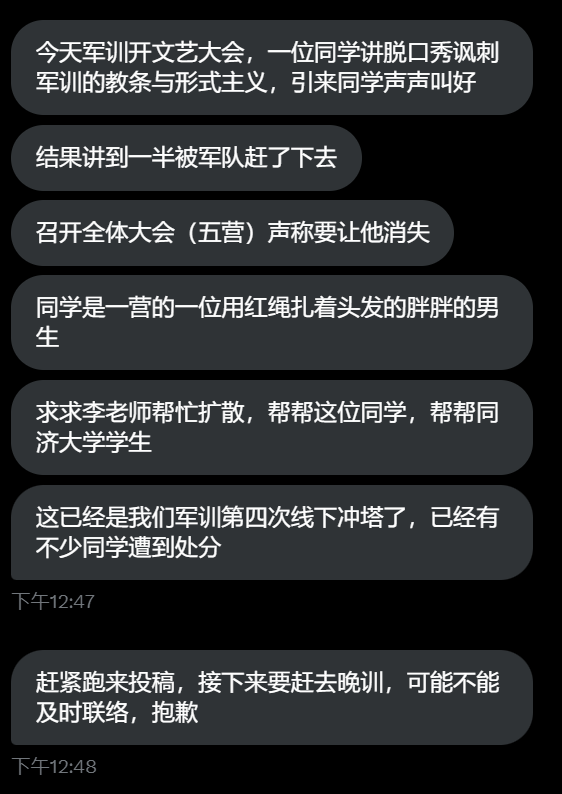 今天军训开文艺大会，一位同学讲脱口秀讽刺
军训的教条与形式主义，引来同学声声叫好
结果讲到一半被军队赶了下去
召开全体大会（五营）声称要让他消失
同学是一营的一位用红绳扎着头发的胖胖的男
生
求求李老师帮忙扩散，帮帮这位同学，帮帮同
济大学学生
这已经是我们军训第四次线下冲塔了，已经有
不少同学遭到处分
下午12:47
赶紧跑来投稿，接下来要赶去晚训，可能不能
及时联络，抱歉
下午12:48